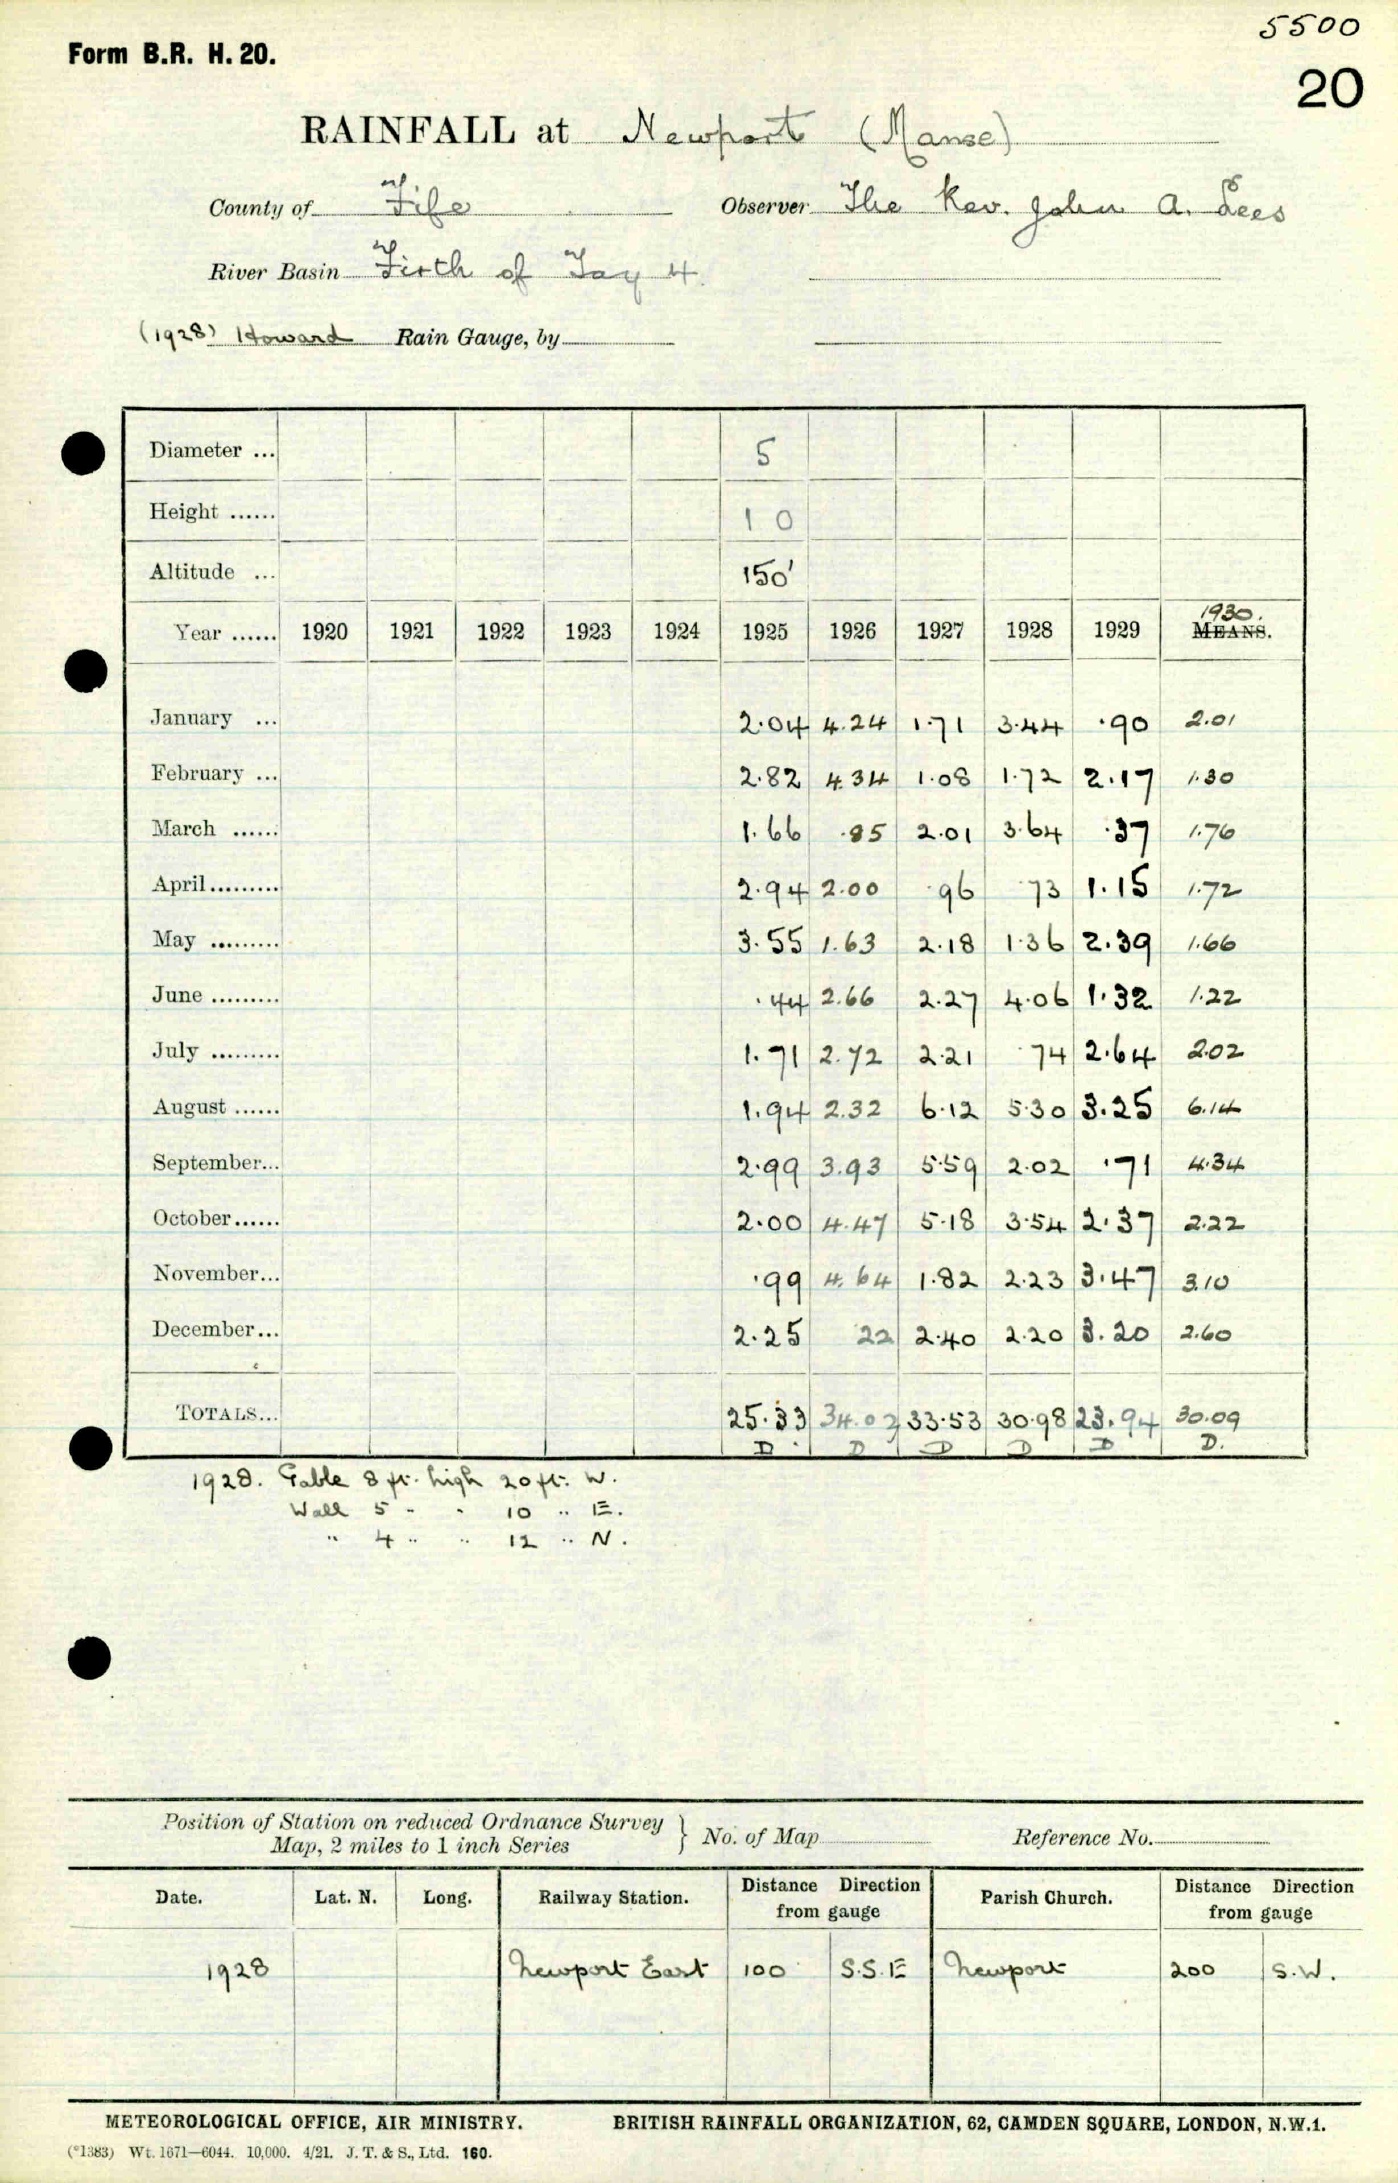 5500
Form B.R. H. 20.
20
RAINFALL at Newport (Manse)
County of Fife Observer The Rev. John A. Lees
River Basin Firth of Tay 4.
(1928) Howard Rain Gauge, by
Diameter ... 5
Height ...... 1 0
Altitude ... 150'
1930.
Year ...... 1920 1921 1922 1923 1924 1925 1926 1927 1928 1929 MEANS.
January ... 2.04 4.24 1.71 3.44 .90 2.01
February ... 2.82 4.34 1.08 1.72 2.17 1.30
March ...... 1.66 .85 2.01 3.64 .37 1.76
April......... 2.94 2.00 .96 .73 1.15 1.72
May ......... 3.55 1.63 2.18 1.36 2.39 1.66
June ......... .44 2.66 2.27 4.06 1.32 1.22
July ......... 1.71 2.72 2.21 .74 2.64 2.02
August ...... 1.94 2.32 6.12 5.30 3.25 6.14
September... 2.99 3.93 5.59 2.02 .71 4.34
October...... 2.00 4.47 5.18 3.54 2.37 2.22
November... .99 4.64 1.82 2.23 3.47 3.10
December... 2.25 22 2.40 2.20 3.20 2.60
TOTALS... 25.33 34.02 33.53 30.98 23.94 30.09
D D D D D D.
1928. Gable 8 ft. high 20 ft. W.
Wall 5 " " 10 " E.
" 4 " " 12 " N.
Position of Station on reduced Ordnance Survey
Map, 2 miles to 1 inch Series } No. of Map Reference No.
Date. Lat. N. Long. Railway Station. Distance Direction from gauge Parish Church. Distance Direction from gauge
1928 Newport East 100 S.S.E Newport 200 S.W.
METEOROLOGICAL OFFICE, AIR MINISTRY. BRITISH RAINFALL ORGANIZATION, 62, CAMDEN SQUARE, LONDON, N.W.1.
(*1383) Wt. 1671—6044. 10,000. 4/21. J. T. & S., Ltd. 160.